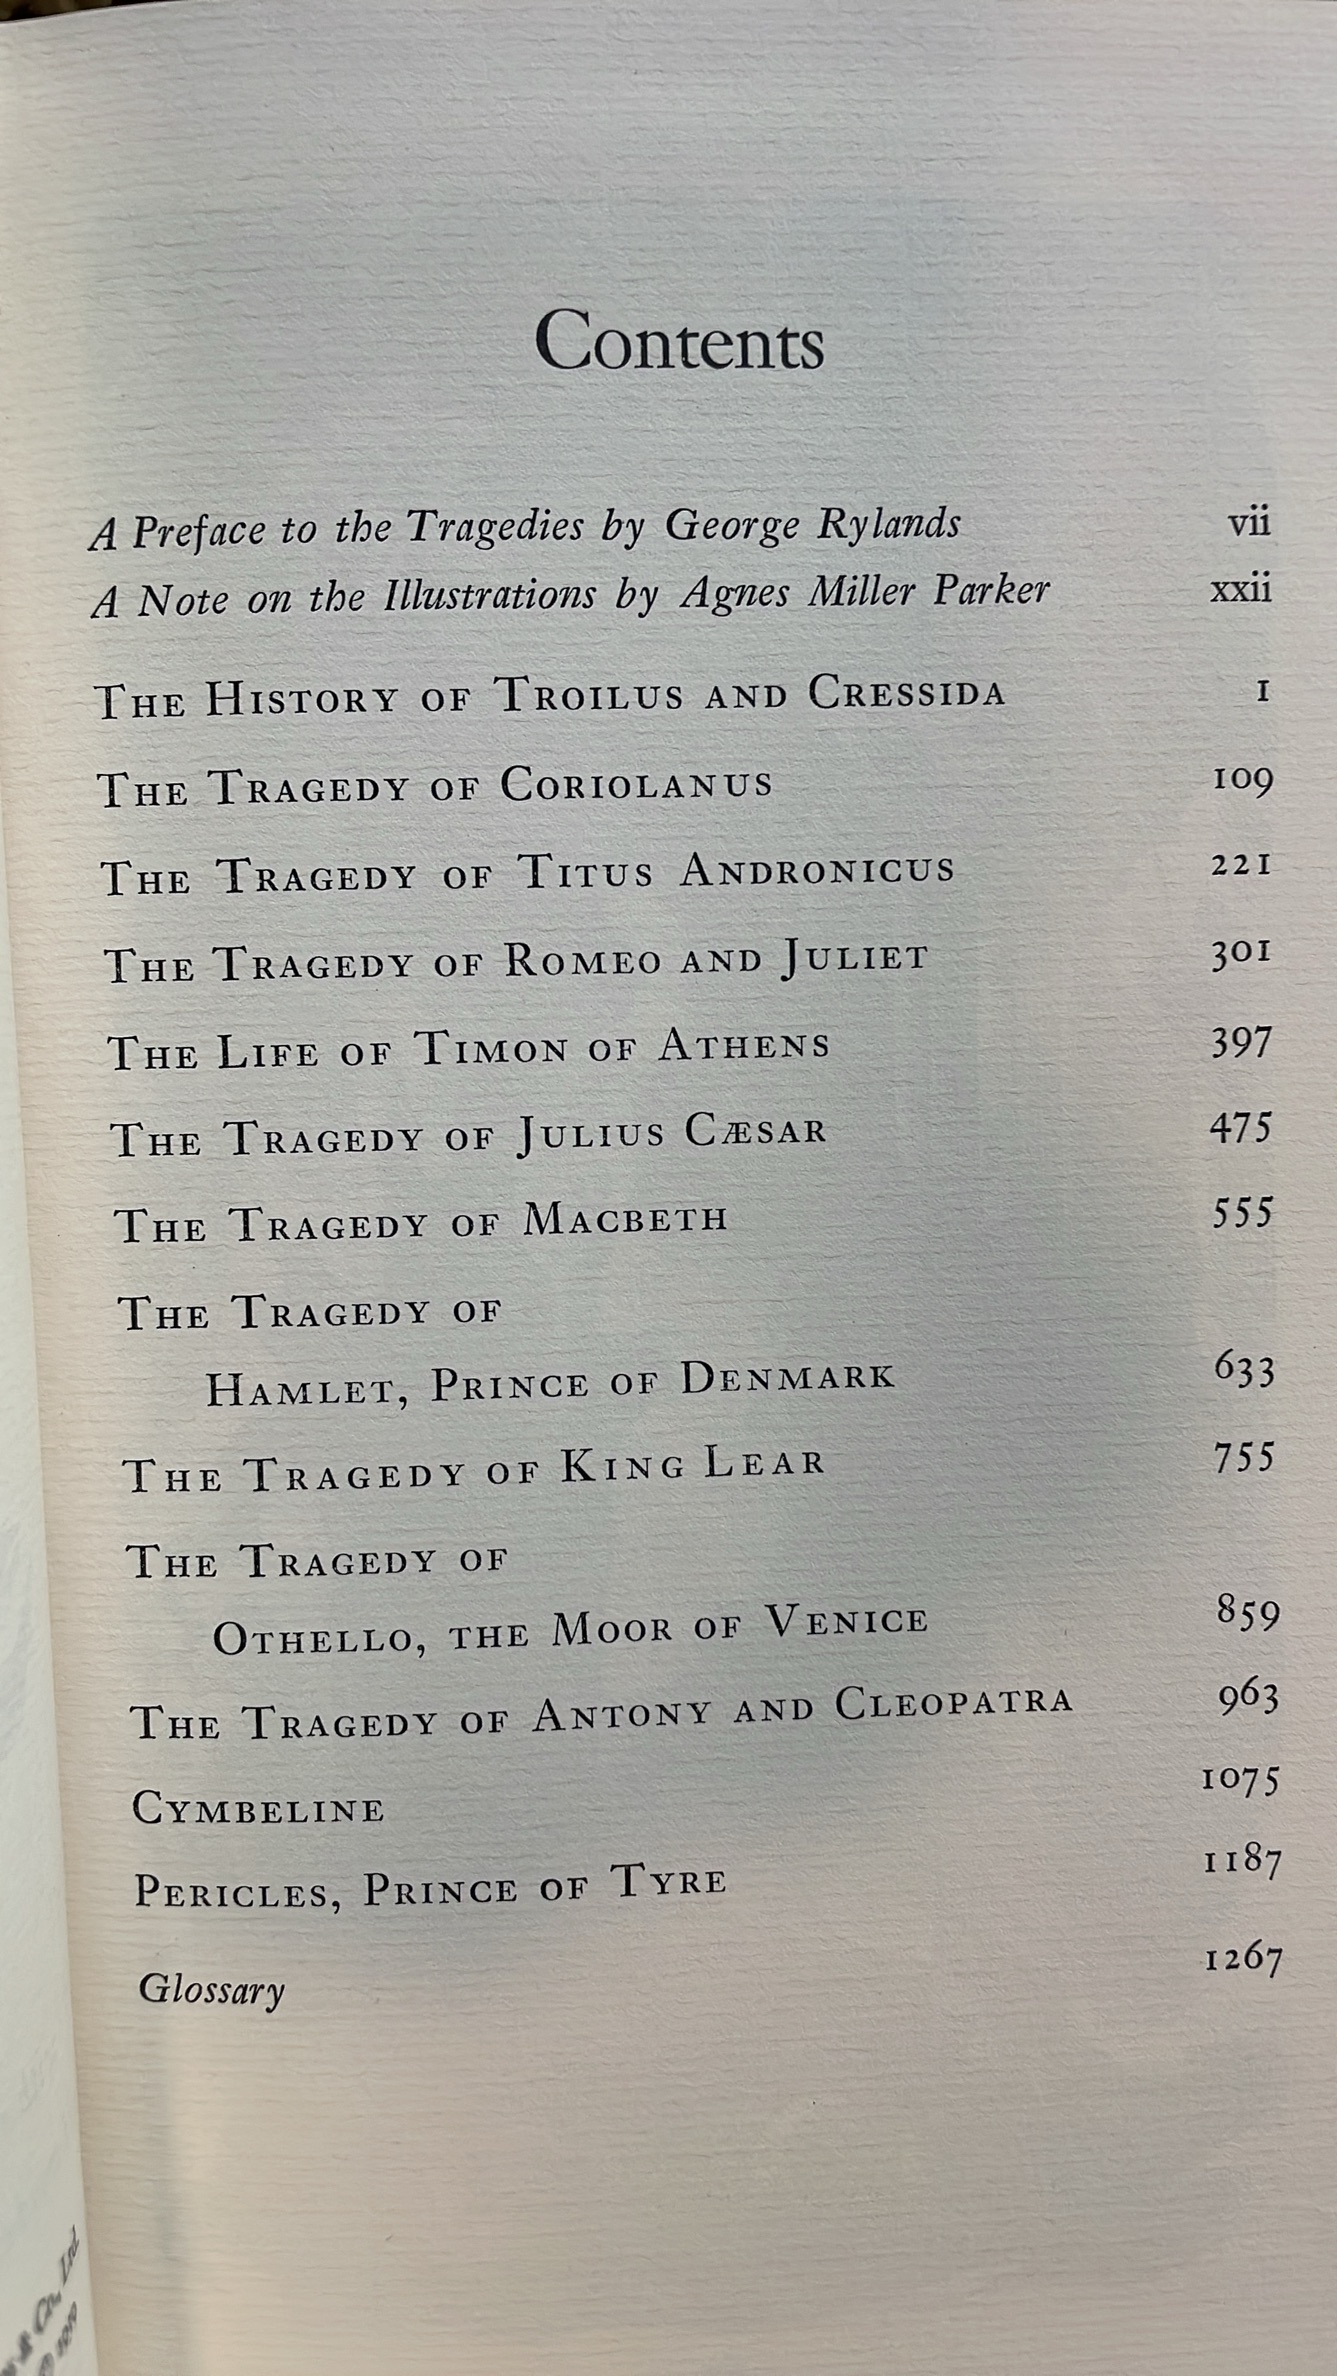 Contents
A Preface to the Tragedies by George Rylands vii
A Note on the Illustrations by Agnes Miller Parker xxii
THE HISTORY OF TROILUS AND CRESSIDA 1
THE TRAGEDY OF CORIOLANUS 109
THE TRAGEDY OF TITUS ANDRONICUS 221
THE TRAGEDY OF ROMEO AND JULIET 301
THE LIFE OF TIMON OF ATHENS 397
THE TRAGEDY OF JULIUS CÆSAR 475
THE TRAGEDY OF MACBETH 555
THE TRAGEDY OF
HAMLET, PRINCE OF DENMARK 633
THE TRAGEDY OF KING LEAR 755
THE TRAGEDY OF
OTHELLO, THE MOOR OF VENICE 859
THE TRAGEDY OF ANTONY AND CLEOPATRA 963
CYMBELINE 1075
PERICLES, PRINCE OF TYRE 1187
Glossary 1267
& Co., Ltd
© 1959